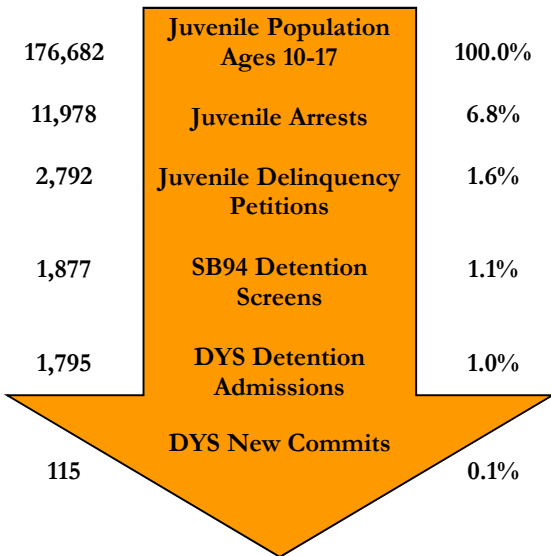 Juvenile Population
176,682 Ages 10-17 100.0%
11,978 Juvenile Arrests 6.8%
2,792 Juvenile Delinquency 1.6%
Petitions
1,877 SB94 Detention 1.1%
Screens
1,795 DYS Detention 1.0%
Admissions
DYS New Commits
115 0.1%